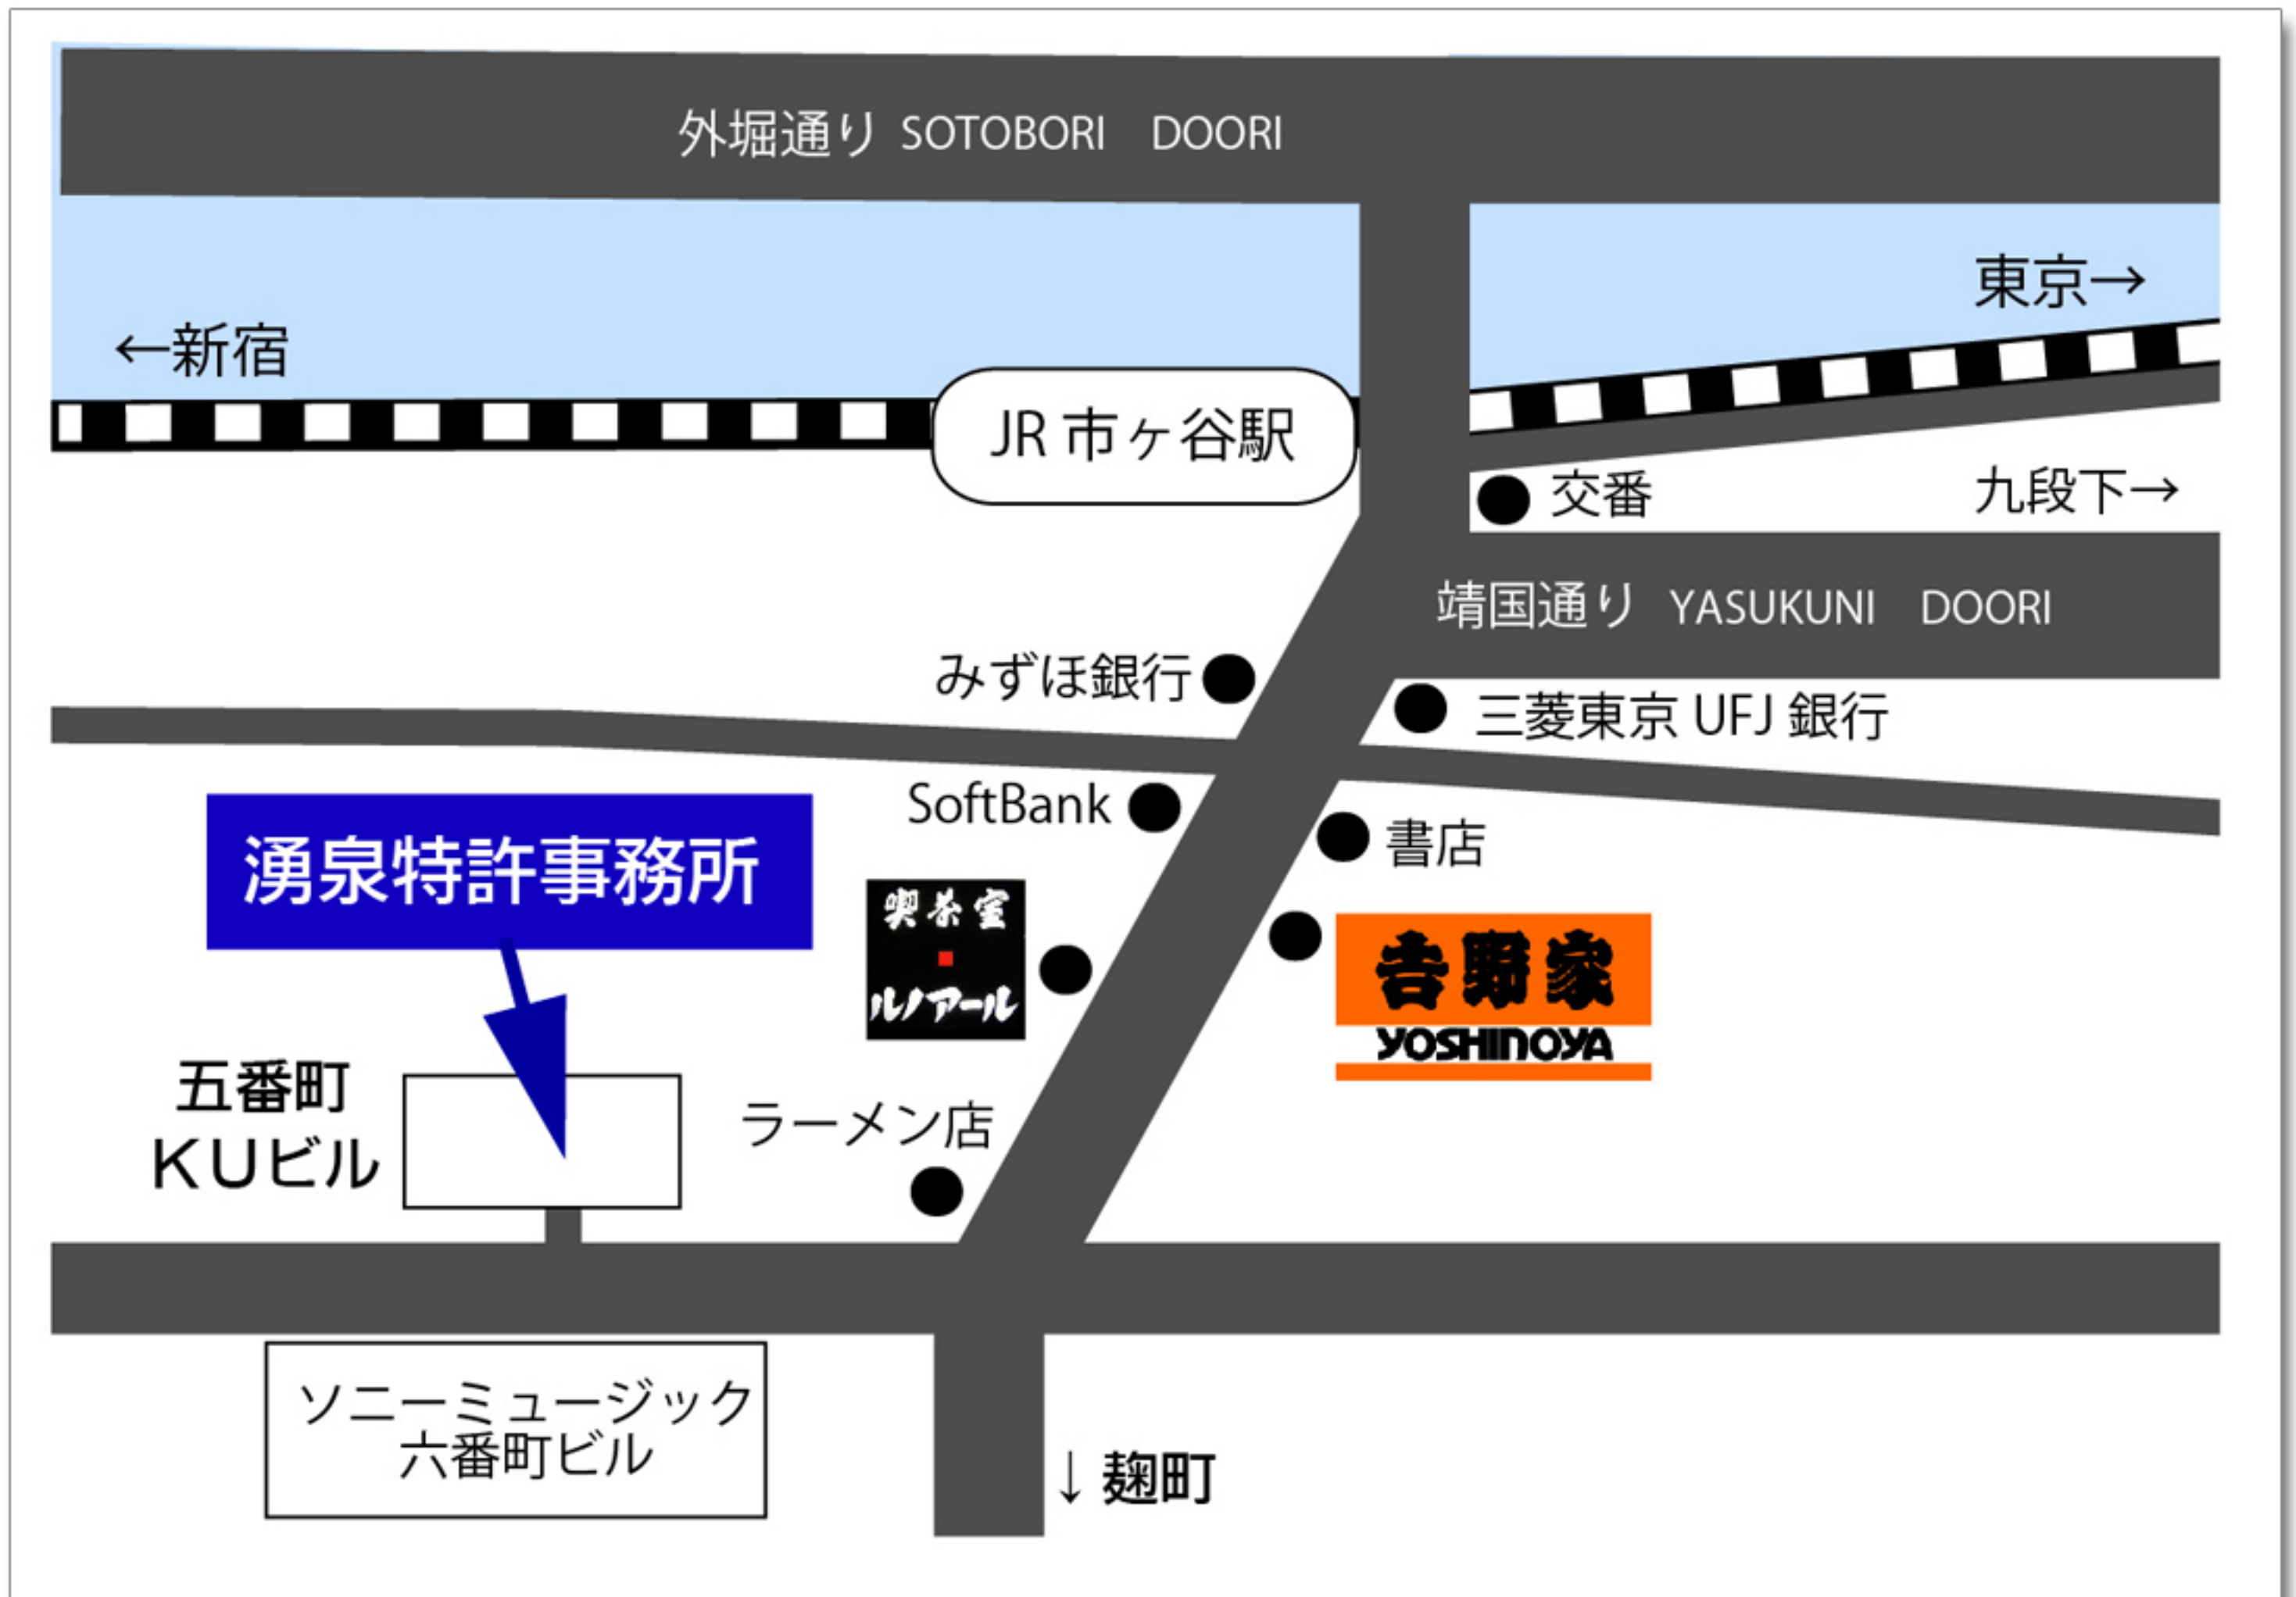 外堀通り SOTOBORI DOORI
東京→
←新宿
JR 市ヶ谷駅
交番
九段下→
靖国通り YASUKUNI DOORI
みずほ銀行
三菱東京 UFJ 銀行
SoftBank
書店
湧泉特許事務所
喫茶室
ルノアール
吉野家
YOSHINOYA
五番町
KUビル
ラーメン店
ソニーミュージック
六番町ビル
↓麹町